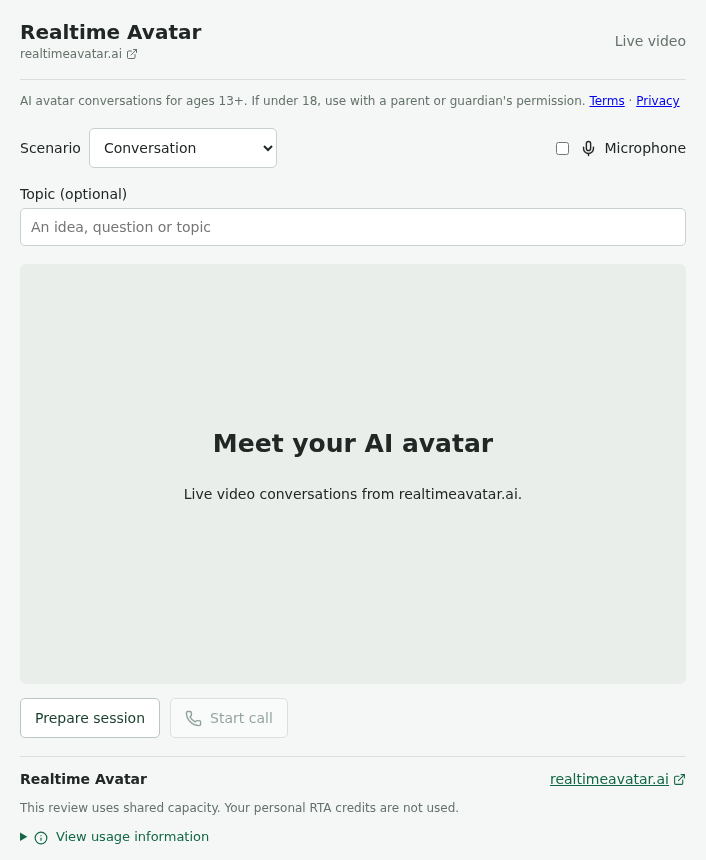 Realtime Avatar
realtimeavatar.ai
Live video
AI avatar conversations for ages 13+. If under 18, use with a parent or guardian's permission. Terms · Privacy
Scenario
Conversation
Microphone
Topic (optional)
An idea, question or topic
Meet your AI avatar
Live video conversations from realtimeavatar.ai.
Prepare session
Start call
Realtime Avatar
realtimeavatar.ai
This review uses shared capacity. Your personal RTA credits are not used.
View usage information